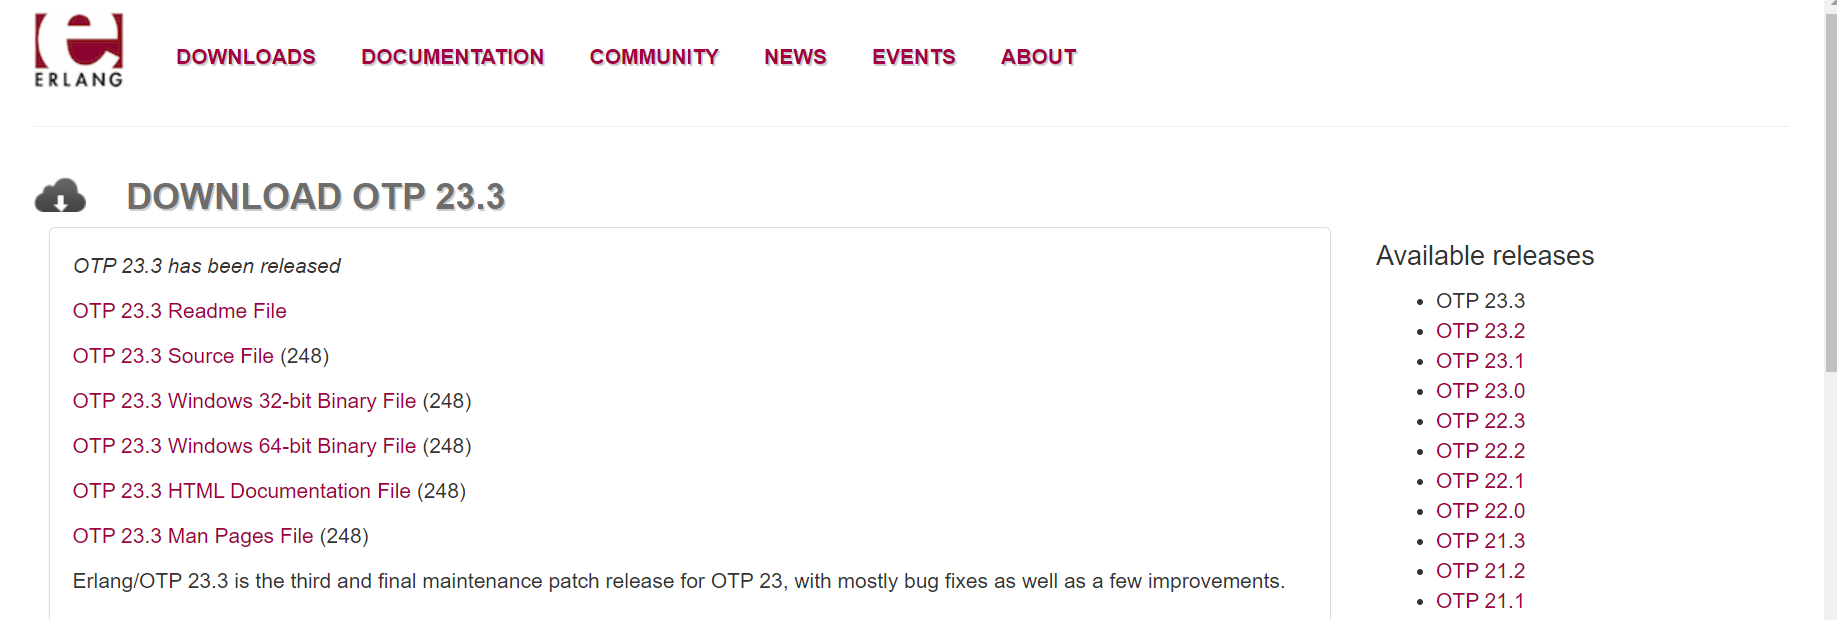 ERLANG
DOWNLOADS DOCUMENTATION COMMUNITY NEWS EVENTS ABOUT
DOWNLOAD OTP 23.3
OTP 23.3 has been released
OTP 23.3 Readme File
OTP 23.3 Source File (248)
OTP 23.3 Windows 32-bit Binary File (248)
OTP 23.3 Windows 64-bit Binary File (248)
OTP 23.3 HTML Documentation File (248)
OTP 23.3 Man Pages File (248)
Erlang/OTP 23.3 is the third and final maintenance patch release for OTP 23, with mostly bug fixes as well as a few improvements.
Available releases
OTP 23.3
OTP 23.2
OTP 23.1
OTP 23.0
OTP 22.3
OTP 22.2
OTP 22.1
OTP 22.0
OTP 21.3
OTP 21.2
OTP 21.1